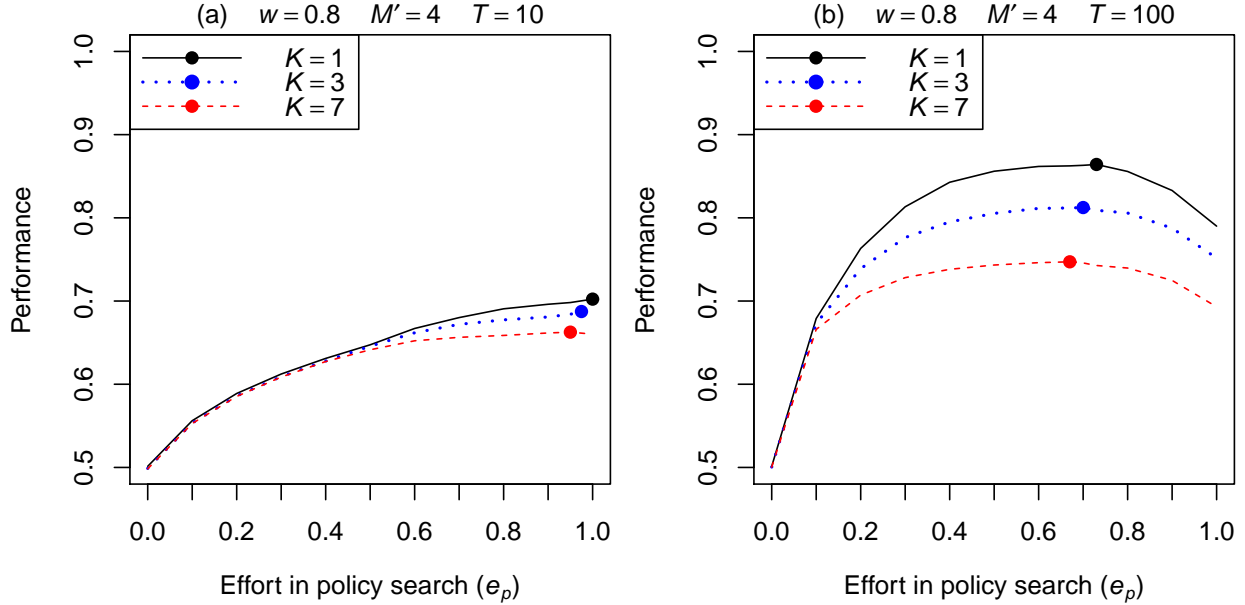 (a) w = 0.8 M′ = 4 T = 10
K = 1
K = 3
K = 7
Performance
1.0
0.9
0.8
0.7
0.6
0.5
0.0 0.2 0.4 0.6 0.8 1.0
Effort in policy search (e_p)
(b) w = 0.8 M′ = 4 T = 100
K = 1
K = 3
K = 7
Performance
1.0
0.9
0.8
0.7
0.6
0.5
0.0 0.2 0.4 0.6 0.8 1.0
Effort in policy search (e_p)